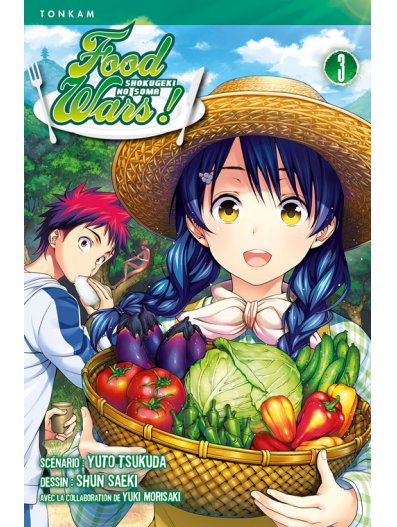 TONKAM
Food
SHOKUGEKI
NO SOMA
Wars!
3
SCÉNARIO : YUTO TSUKUDA
DESSIN : SHUN SAEKI
AVEC LA COLLABORATION DE YUKI MORISAKI